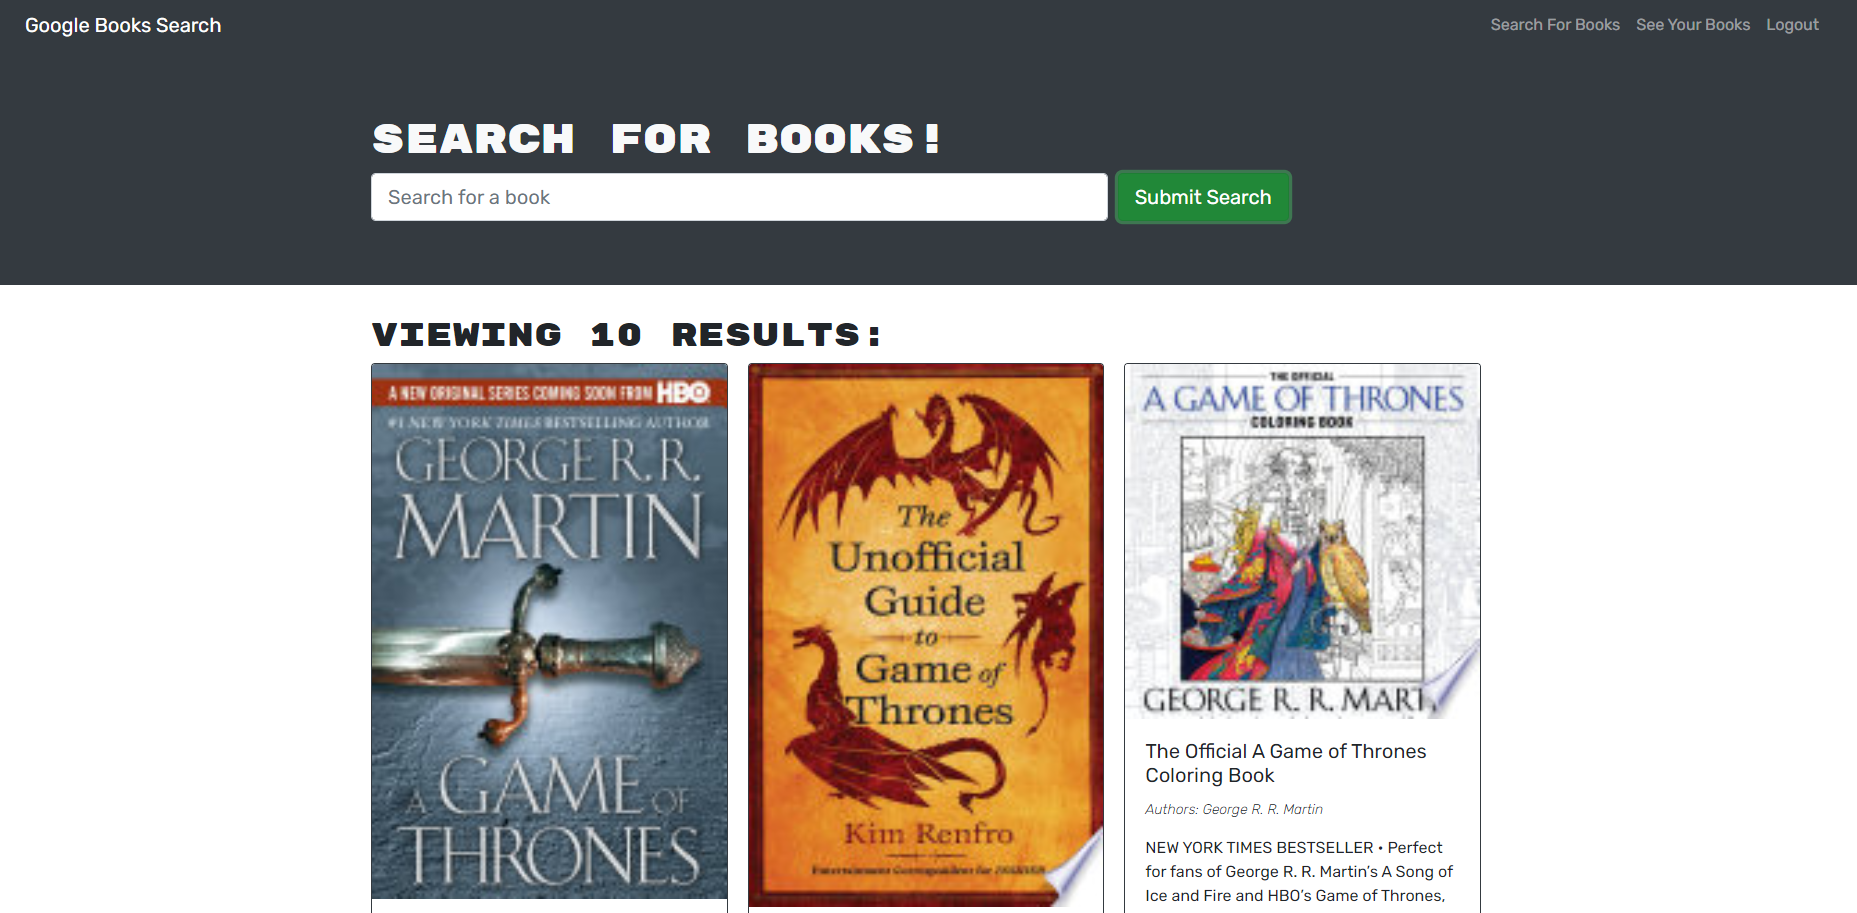 Google Books Search
Search For Books
See Your Books
Logout
SEARCH FOR BOOKS!
Search for a book
Submit Search
VIEWING 10 RESULTS:
A NEW ORIGINAL SERIES COMING SOON FROM HBO
#1 NEW YORK TIMES BESTSELLING AUTHOR
GEORGE R. R.
MARTIN
A GAME OF
THRONES
The
Unofficial
Guide
to
Game of
Thrones
Kim Renfro
Entertainment Correspondent for INSIDER
THE OFFICIAL
A GAME OF THRONES
COLORING BOOK
GEORGE R. R. MART
The Official A Game of Thrones
Coloring Book
Authors: George R. R. Martin
NEW YORK TIMES BESTSELLER • Perfect
for fans of George R. R. Martin’s A Song of
Ice and Fire and HBO’s Game of Thrones,